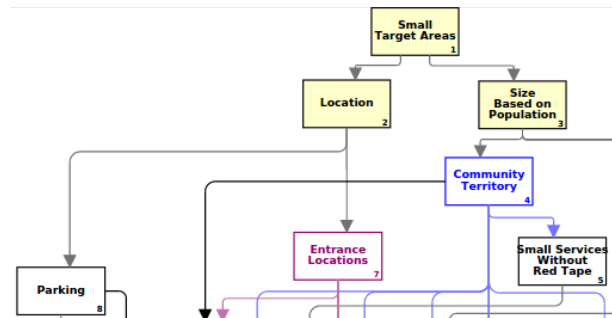 Small
Target Areas
1
Location
2
Size
Based on
Population
3
Community
Territory
4
Entrance
Locations
7
Small Services
Without
Red Tape
5
Parking
8